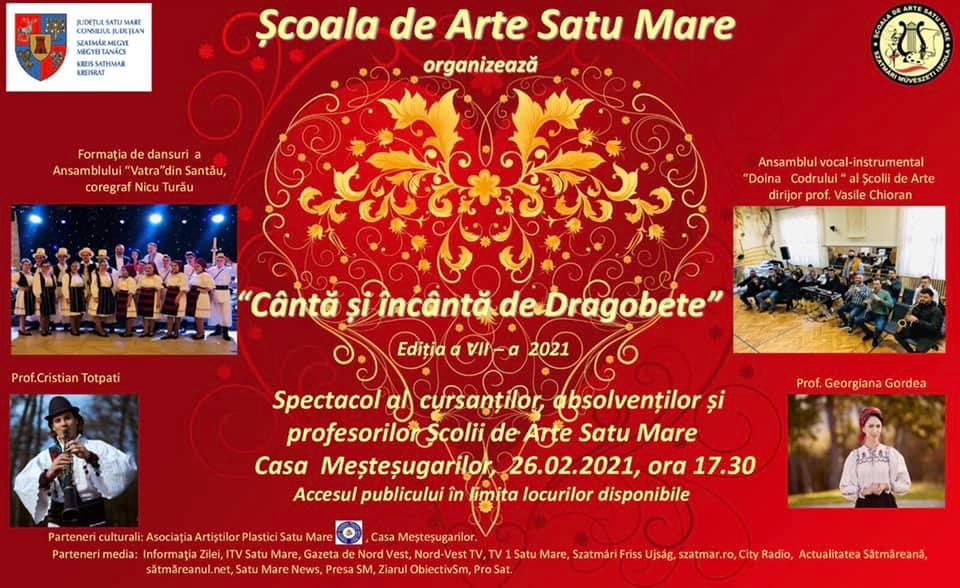 JUDEȚUL SATU MARE
CONSILIUL JUDEȚEAN
SZATMÁR MEGYE
MEGYEI TANÁCS
KREIS SATHMAR
KREISRAT
Școala de Arte Satu Mare
organizează
ȘCOALA DE ARTE SATU MARE
SZATMÁRI MŰVÉSZETI ISKOLA
Formația de dansuri a
Ansamblului “Vatra”din Santău,
coregraf Nicu Turău
Ansamblul vocal-instrumental
“Doina Codrului “ al Școlii de Arte
dirijor prof. Vasile Chioran
“Cântă și încântă de Dragobete”
Ediția a VII – a 2021
Prof.Cristian Totpati
Prof. Georgiana Gordea
Spectacol al cursanților, absolvenților și
profesorilor Școlii de Arte Satu Mare
Casa Meșteșugarilor, 26.02.2021, ora 17.30
Accesul publicului în limita locurilor disponibile
Parteneri culturali: Asociația Artiștilor Plastici Satu Mare , Casa Meșteșugarilor.
Parteneri media: Informaţia Zilei, ITV Satu Mare, Gazeta de Nord Vest, Nord-Vest TV, TV 1 Satu Mare, Szatmári Friss Ujság, szatmar.ro, City Radio, Actualitatea Sătmăreană,
sătmăreanul.net, Satu Mare News, Presa SM, Ziarul ObiectivSm, Pro Sat.